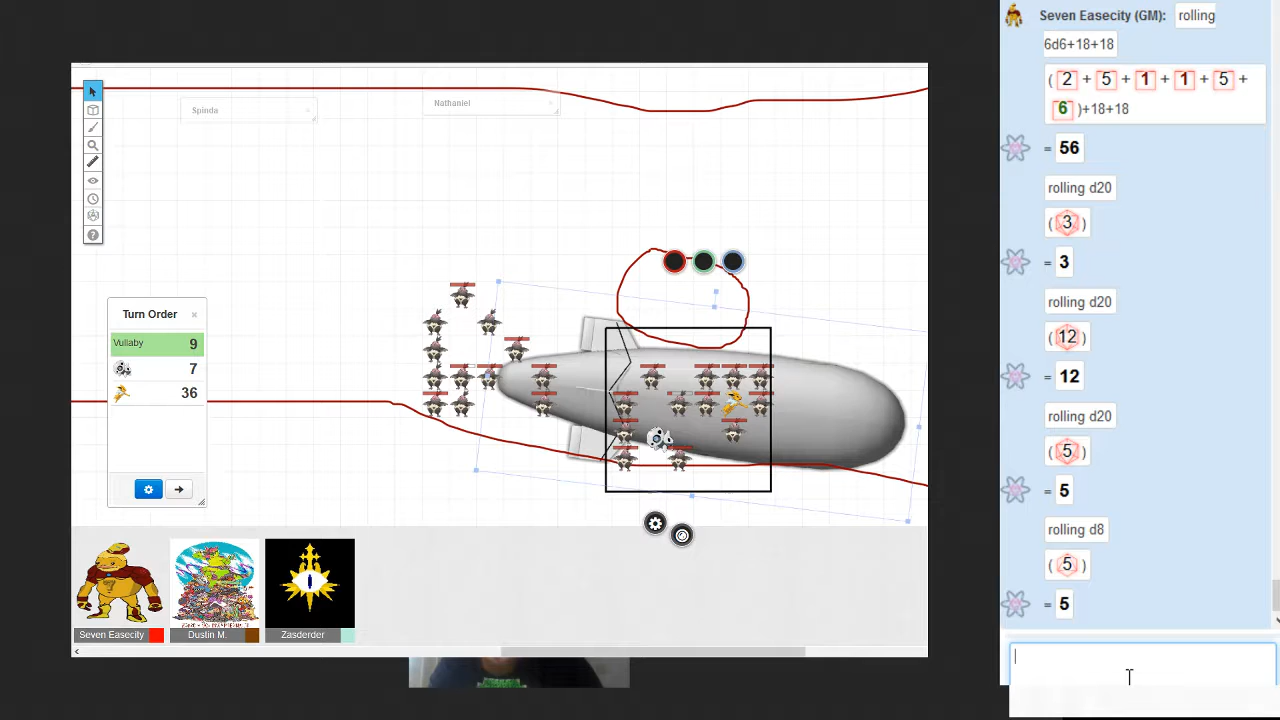 Seven Easecity (GM): rolling
6d6+18+18
( 2 + 5 + 1 + 1 + 5 +
6 )+18+18
= 56
rolling d20
( 3 )
= 3
rolling d20
( 12 )
= 12
rolling d20
( 5 )
= 5
rolling d8
( 5 )
= 5
Spinda ×
Nathaniel ×
Turn Order ×
Vullaby 9
7
36
Seven Easecity
Dustin M.
Zasderder